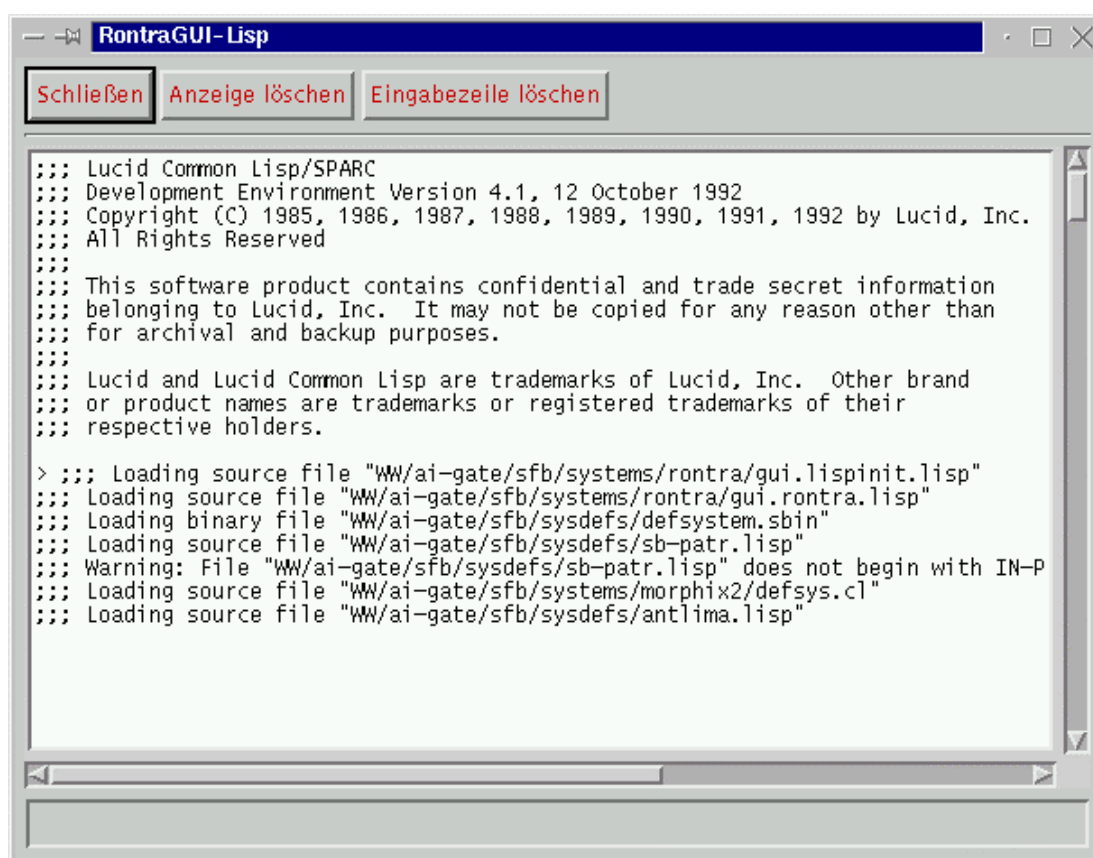 RontraGUI-Lisp
Schließen Anzeige löschen Eingabezeile löschen
;;; Lucid Common Lisp/SPARC
;;; Development Environment Version 4.1, 12 October 1992
;;; Copyright (C) 1985, 1986, 1987, 1988, 1989, 1990, 1991, 1992 by Lucid, Inc.
;;; All Rights Reserved
;;;
;;; This software product contains confidential and trade secret information
;;; belonging to Lucid, Inc.  It may not be copied for any reason other than
;;; for archival and backup purposes.
;;;
;;; Lucid and Lucid Common Lisp are trademarks of Lucid, Inc.  Other brand
;;; or product names are trademarks or registered trademarks of their
;;; respective holders.
> ;;; Loading source file "WW/ai-gate/sfb/systems/rontra/gui.lispinit.lisp"
;;; Loading source file "WW/ai-gate/sfb/systems/rontra/gui.rontra.lisp"
;;; Loading binary file "WW/ai-gate/sfb/sysdefs/defsystem.sbin"
;;; Loading source file "WW/ai-gate/sfb/sysdefs/sb-patr.lisp"
;;; Warning: File "WW/ai-gate/sfb/sysdefs/sb-patr.lisp" does not begin with IN-P
;;; Loading source file "WW/ai-gate/sfb/systems/morphix2/defsys.cl"
;;; Loading source file "WW/ai-gate/sfb/sysdefs/antlima.lisp"